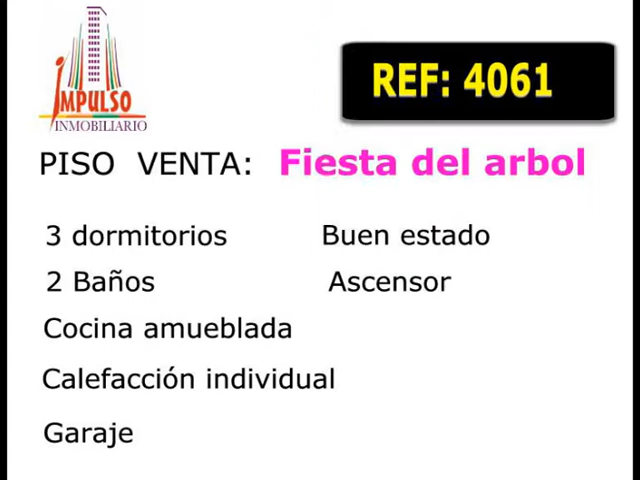 IMPULSO
INMOBILIARIO
REF: 4061
PISO VENTA: Fiesta del arbol
3 dormitorios
Buen estado
2 Baños
Ascensor
Cocina amueblada
Calefacción individual
Garaje